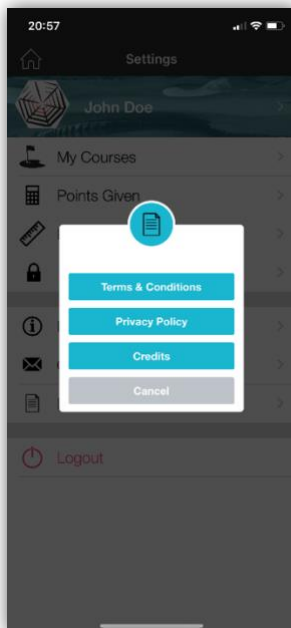 20:57
Settings
John Doe
My Courses
Points Given
Terms & Conditions
Privacy Policy
Credits
Cancel
Logout